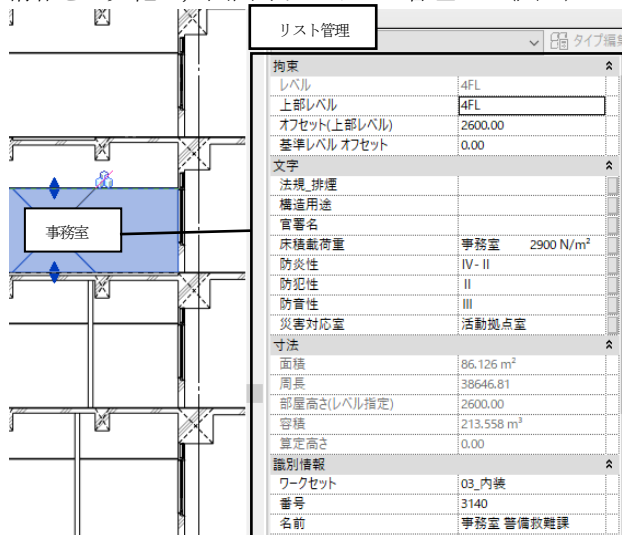 リスト管理
タイプ編集
拘束
レベル 4FL
上部レベル 4FL
オフセット(上部レベル) 2600.00
基準レベル オフセット 0.00
文字
法規_排煙
構造用途
官署名
床積載荷重 事務室 2900 N/m²
防炎性 IV- II
防犯性 II
防音性 III
災害対応室 活動拠点室
寸法
面積 86.126 m²
周長 38646.81
部屋高さ(レベル指定) 2600.00
容積 213.558 m³
算定高さ 0.00
識別情報
ワークセット 03_内装
番号 3140
名前 事務室 警備救難課
事務室